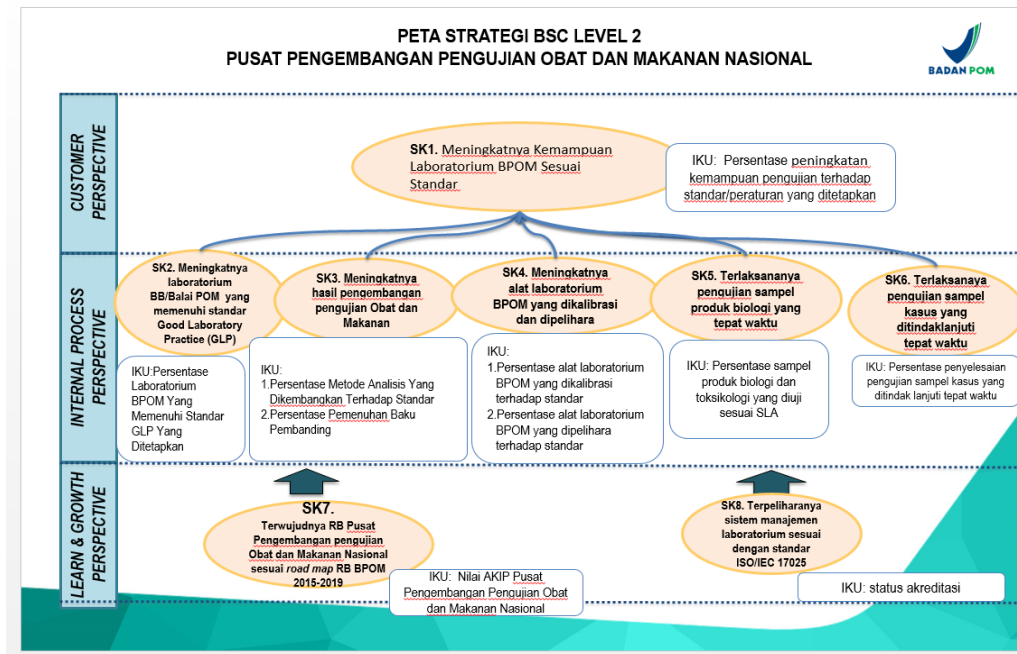 PETA STRATEGI BSC LEVEL 2
PUSAT PENGEMBANGAN PENGUJIAN OBAT DAN MAKANAN NASIONAL
BADAN POM
CUSTOMER
PERSPECTIVE
SK1. Meningkatnya Kemampuan
Laboratorium BPOM Sesuai
Standar
IKU: Persentase peningkatan
kemampuan pengujian terhadap
standar/peraturan yang ditetapkan
INTERNAL PROCESS
PERSPECTIVE
SK2. Meningkatnya
laboratorium
BB/Balai POM yang
memenuhi standar
Good Laboratory
Practice (GLP)
SK3. Meningkatnya
hasil pengembangan
pengujian Obat dan
Makanan
SK4. Meningkatnya
alat laboratorium
BPOM yang dikalibrasi
dan dipelihara
SK5. Terlaksananya
pengujian sampel
produk biologi yang
tepat waktu
SK6. Terlaksanaya
pengujian sampel
kasus yang
ditindaklanjuti
tepat waktu
IKU:Persentase
Laboratorium
BPOM Yang
Memenuhi Standar
GLP Yang
Ditetapkan
IKU:
1.Persentase Metode Analisis Yang
Dikembangkan Terhadap Standar
2.Persentase Pemenuhan Baku
Pembanding
IKU:
1.Persentase alat laboratorium
BPOM yang dikalibrasi
terhadap standar
2.Persentase alat laboratorium
BPOM yang dipelihara
terhadap standar
IKU: Persentase sampel
produk biologi dan
toksikologi yang diuji
sesuai SLA
IKU: Persentase penyelesaian
pengujian sampel kasus yang
ditindak lanjuti tepat waktu
LEARN & GROWTH
PERSPECTIVE
SK7.
Terwujudnya RB Pusat
Pengembangan pengujian
Obat dan Makanan Nasional
sesuai road map RB BPOM
2015-2019
IKU: Nilai AKIP Pusat
Pengembangan Pengujian Obat
dan Makanan Nasional
SK8. Terpeliharanya
sistem manajemen
laboratorium sesuai
dengan standar
ISO/IEC 17025
IKU: status akreditasi